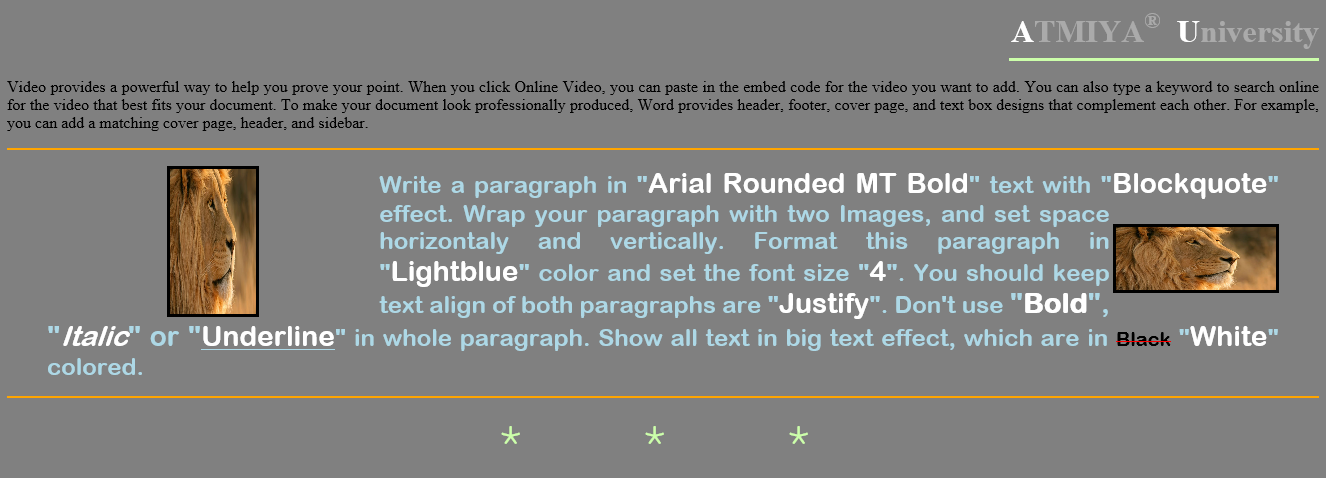 ATMIYA® University
Video provides a powerful way to help you prove your point. When you click Online Video, you can paste in the embed code for the video you want to add. You can also type a keyword to search online
for the video that best fits your document. To make your document look professionally produced, Word provides header, footer, cover page, and text box designs that complement each other. For example,
you can add a matching cover page, header, and sidebar.
Write a paragraph in "Arial Rounded MT Bold" text with "Blockquote"
effect. Wrap your paragraph with two Images, and set space
horizontaly and vertically. Format this paragraph in
"Lightblue" color and set the font size "4". You should keep
text align of both paragraphs are "Justify". Don't use "Bold",
"Italic" or "Underline" in whole paragraph. Show all text in big text effect, which are in Black "White"
colored.
* * *